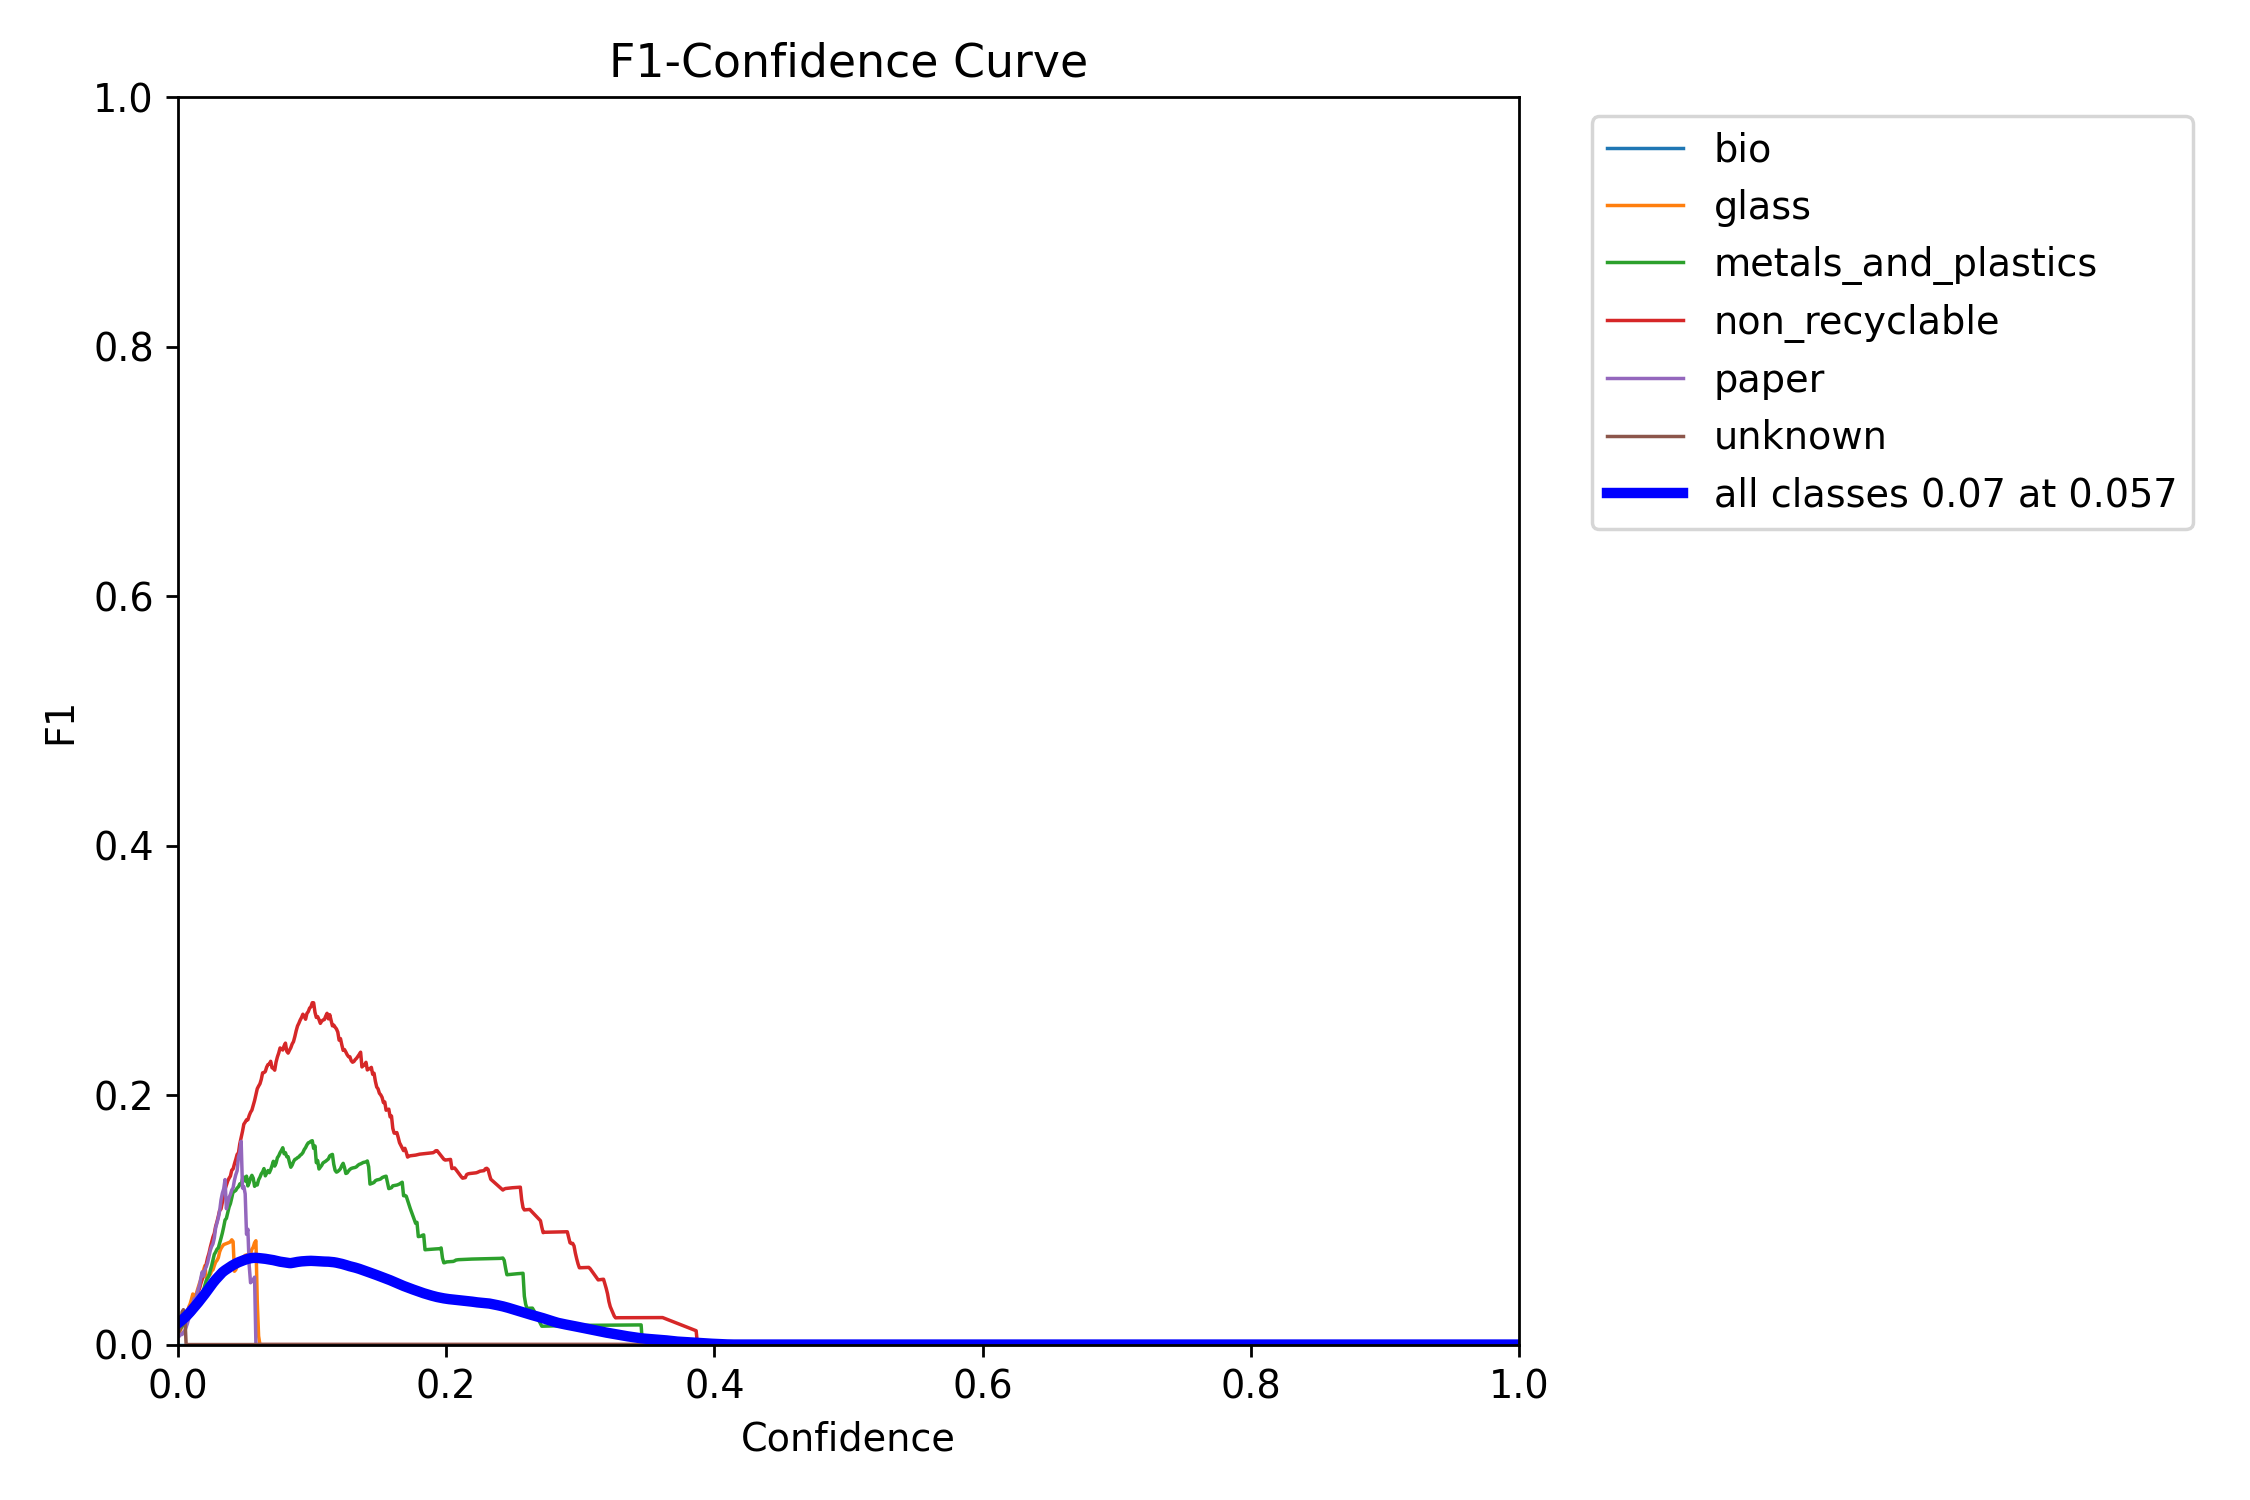 F1-Confidence Curve
1.0
0.8
0.6
0.4
0.2
0.0
F1
0.0 0.2 0.4 0.6 0.8 1.0
Confidence
bio
glass
metals_and_plastics
non_recyclable
paper
unknown
all classes 0.07 at 0.057